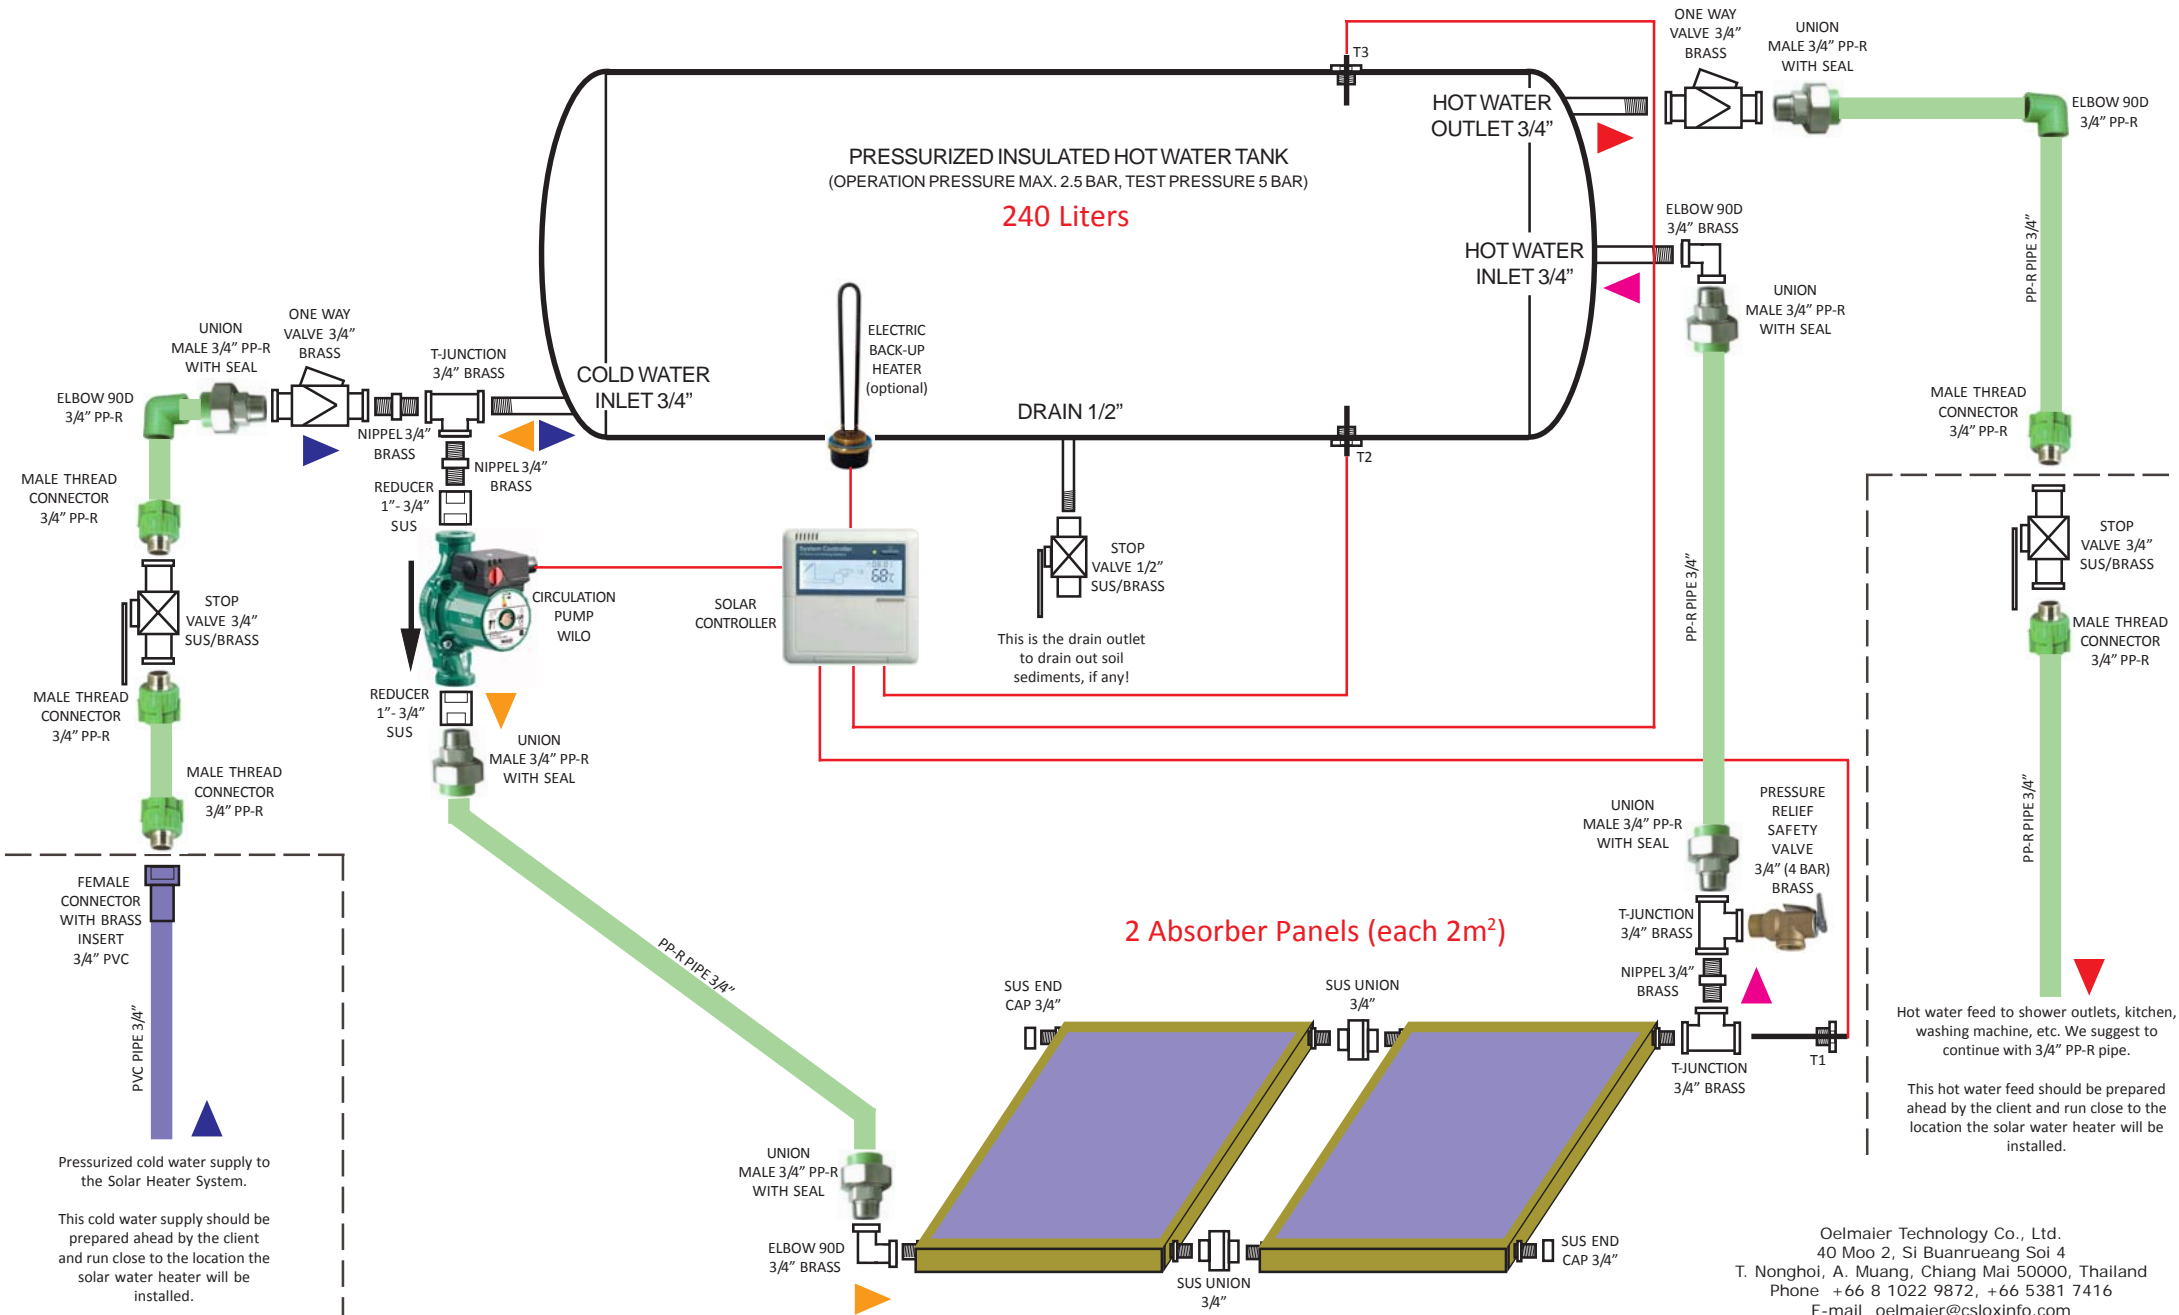 ONE WAY
VALVE 3/4”
BRASS
UNION
MALE 3/4” PP-R
WITH SEAL
T3
HOT WATER
OUTLET 3/4”
ELBOW 90D
3/4” PP-R
PRESSURIZED INSULATED HOT WATER TANK
(OPERATION PRESSURE MAX. 2.5 BAR, TEST PRESSURE 5 BAR)
240 Liters
ELBOW 90D
3/4” BRASS
HOT WATER
INLET 3/4”
PP-R PIPE 3/4”
UNION
MALE 3/4” PP-R
WITH SEAL
ONE WAY
VALVE 3/4”
BRASS
UNION
MALE 3/4” PP-R
WITH SEAL
T-JUNCTION
3/4” BRASS
ELECTRIC
BACK-UP
HEATER
(optional)
COLD WATER
INLET 3/4”
ELBOW 90D
3/4” PP-R
DRAIN 1/2”
MALE THREAD
CONNECTOR
3/4” PP-R
NIPPEL 3/4”
BRASS
NIPPEL 3/4”
BRASS
T2
MALE THREAD
CONNECTOR
3/4” PP-R
REDUCER
1”- 3/4”
SUS
System Controller
68℃
STOP
VALVE 1/2”
SUS/BRASS
STOP
VALVE 3/4”
SUS/BRASS
CIRCULATION
PUMP
WILO
WILO
SOLAR
CONTROLLER
STOP
VALVE 3/4”
SUS/BRASS
PP-R PIPE 3/4”
This is the drain outlet
to drain out soil
sediments, if any!
MALE THREAD
CONNECTOR
3/4” PP-R
MALE THREAD
CONNECTOR
3/4” PP-R
REDUCER
1”- 3/4”
SUS
UNION
MALE 3/4” PP-R
WITH SEAL
MALE THREAD
CONNECTOR
3/4” PP-R
PP-R PIPE 3/4”
UNION
MALE 3/4” PP-R
WITH SEAL
PRESSURE
RELIEF
SAFETY
VALVE
3/4” (4 BAR)
BRASS
FEMALE
CONNECTOR
WITH BRASS
INSERT
3/4” PVC
2 Absorber Panels (each 2m²)
T-JUNCTION
3/4” BRASS
PP-R PIPE 3/4”
NIPPEL 3/4”
BRASS
SUS END
CAP 3/4”
SUS UNION
3/4”
PVC PIPE 3/4”
T1
T-JUNCTION
3/4” BRASS
Hot water feed to shower outlets, kitchen,
washing machine, etc. We suggest to
continue with 3/4” PP-R pipe.
This hot water feed should be prepared
ahead by the client and run close to the
location the solar water heater will be
installed.
Pressurized cold water supply to
the Solar Heater System.
This cold water supply should be
prepared ahead by the client
and run close to the location the
solar water heater will be
installed.
UNION
MALE 3/4” PP-R
WITH SEAL
ELBOW 90D
3/4” BRASS
SUS UNION
3/4”
SUS END
CAP 3/4”
Oelmaier Technology Co., Ltd.
40 Moo 2, Si Buanrueang Soi 4
T. Nonghoi, A. Muang, Chiang Mai 50000, Thailand
Phone +66 8 1022 9872, +66 5381 7416
E-mail oelmaier@csloxinfo.com